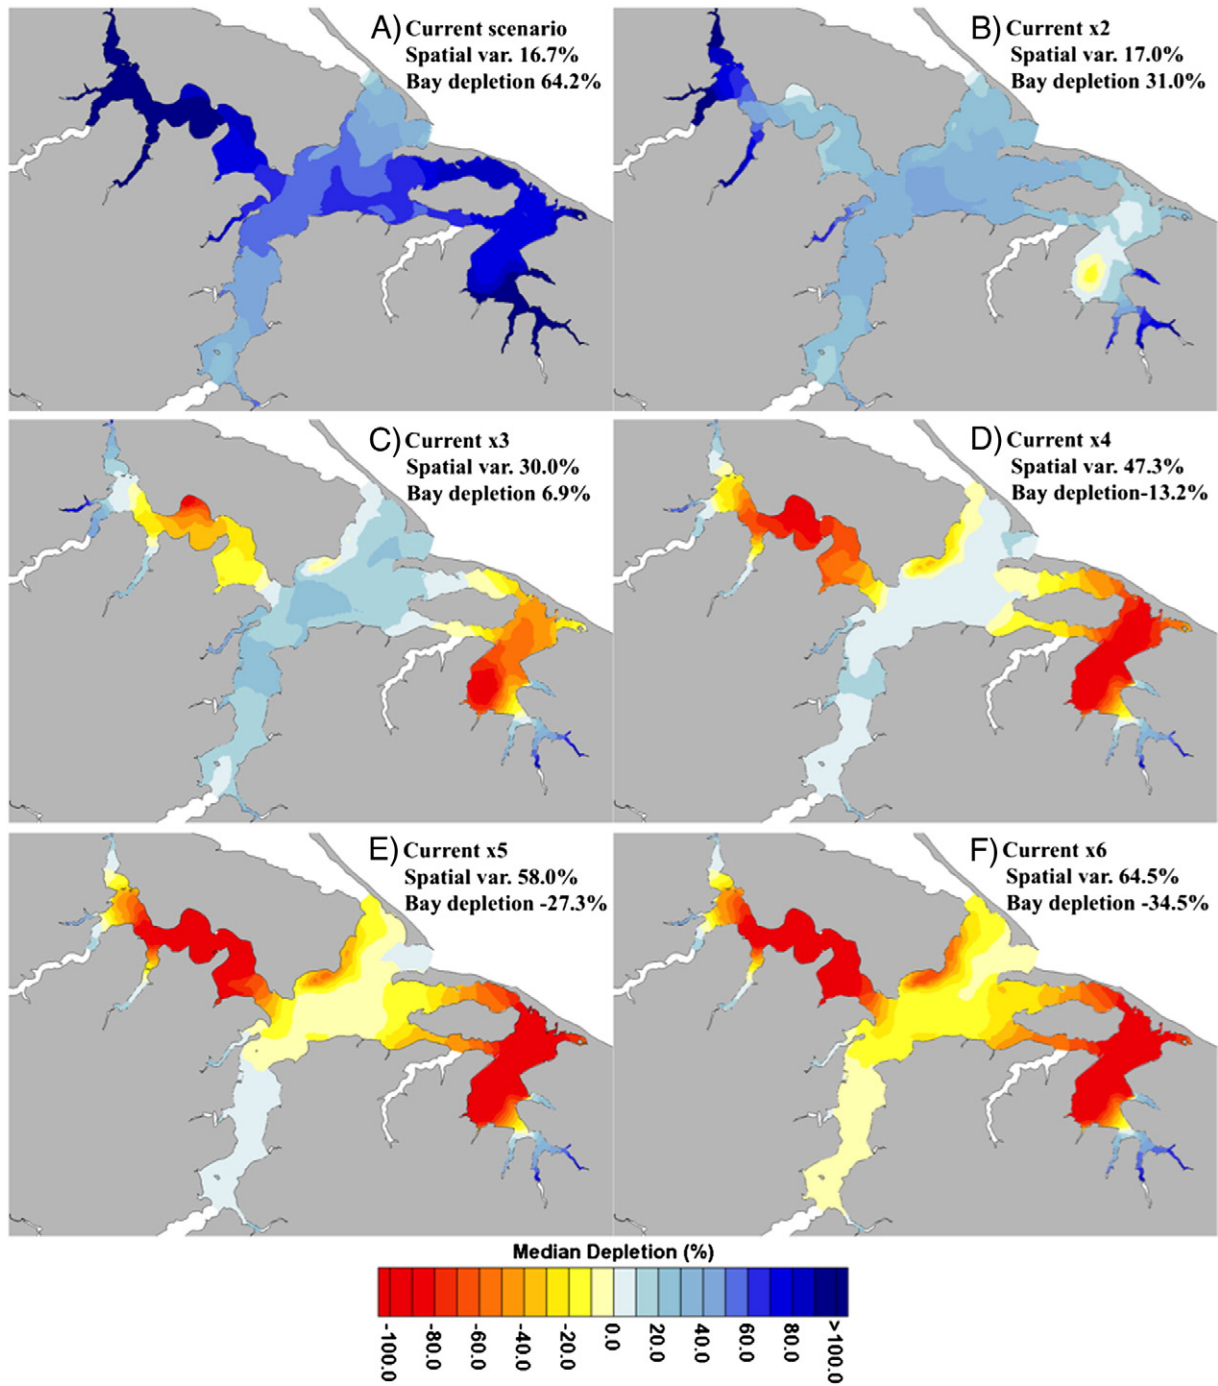 A) Current scenario
Spatial var. 16.7%
Bay depletion 64.2%
B) Current x2
Spatial var. 17.0%
Bay depletion 31.0%
C) Current x3
Spatial var. 30.0%
Bay depletion 6.9%
D) Current x4
Spatial var. 47.3%
Bay depletion-13.2%
E) Current x5
Spatial var. 58.0%
Bay depletion -27.3%
F) Current x6
Spatial var. 64.5%
Bay depletion -34.5%
Median Depletion (%)
-100.0 -80.0 -60.0 -40.0 -20.0 0.0 20.0 40.0 60.0 80.0 >100.0